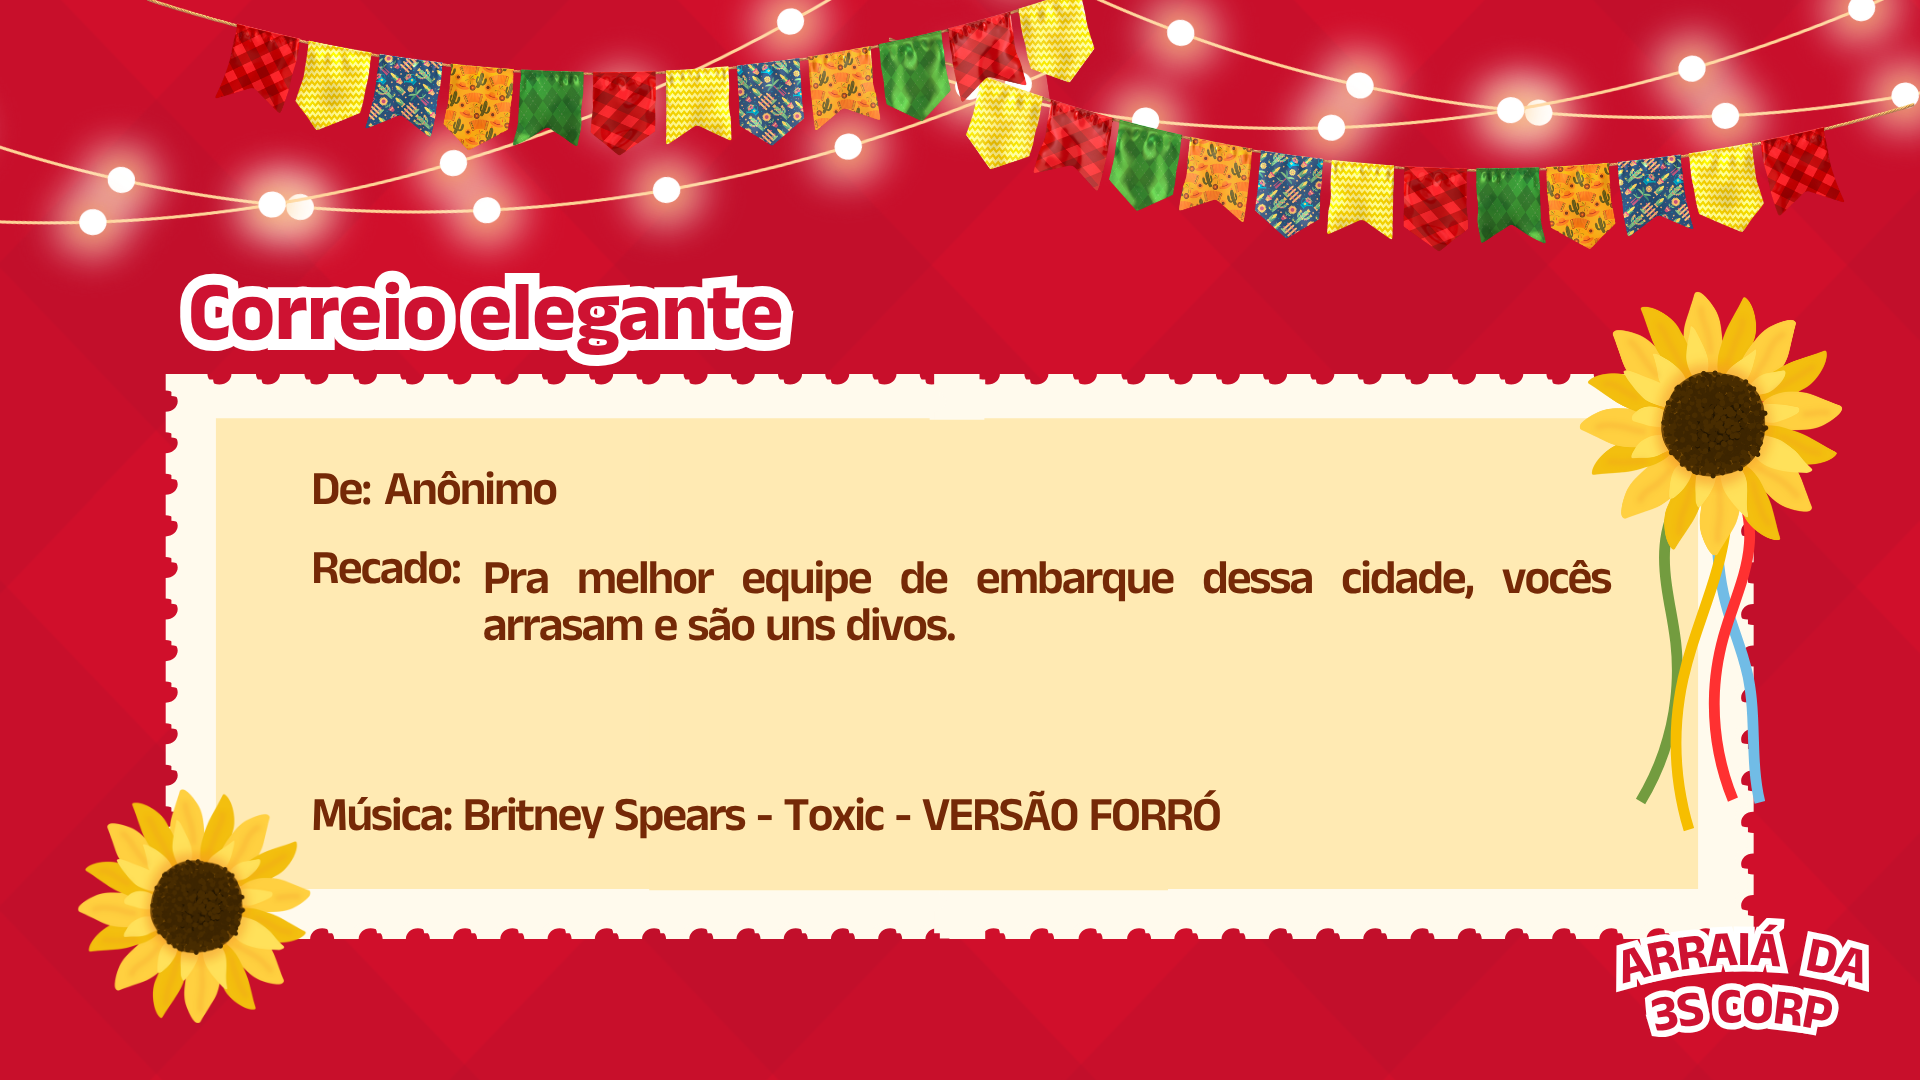 Correio elegante
De: Anônimo
Recado: Pra melhor equipe de embarque dessa cidade, vocês
arrasam e são uns divos.
Música: Britney Spears - Toxic - VERSÃO FORRÓ
ARRAIÁ DA
3S CORP